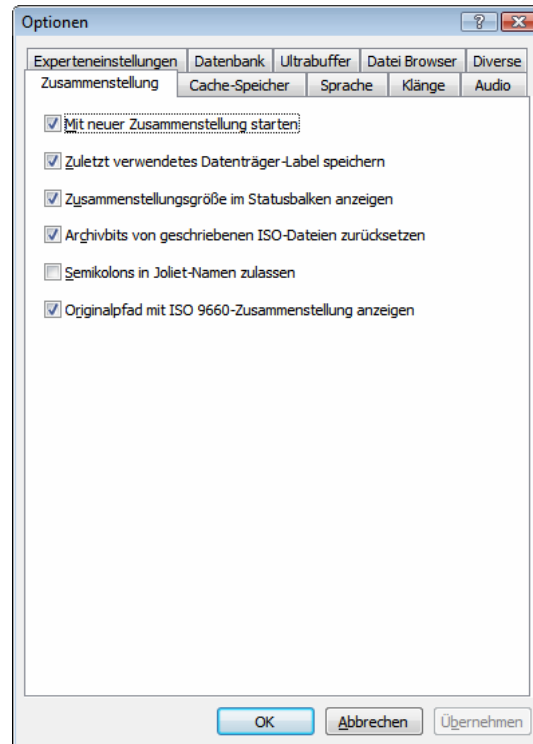 Optionen
Experteneinstellungen Datenbank Ultrabuffer Datei Browser Diverse
Zusammenstellung Cache-Speicher Sprache Klänge Audio
Mit neuer Zusammenstellung starten
Zuletzt verwendetes Datenträger-Label speichern
Zusammenstellungsgröße im Statusbalken anzeigen
Archivbits von geschriebenen ISO-Dateien zurücksetzen
Semikolons in Joliet-Namen zulassen
Originalpfad mit ISO 9660-Zusammenstellung anzeigen
OK Abbrechen Übernehmen